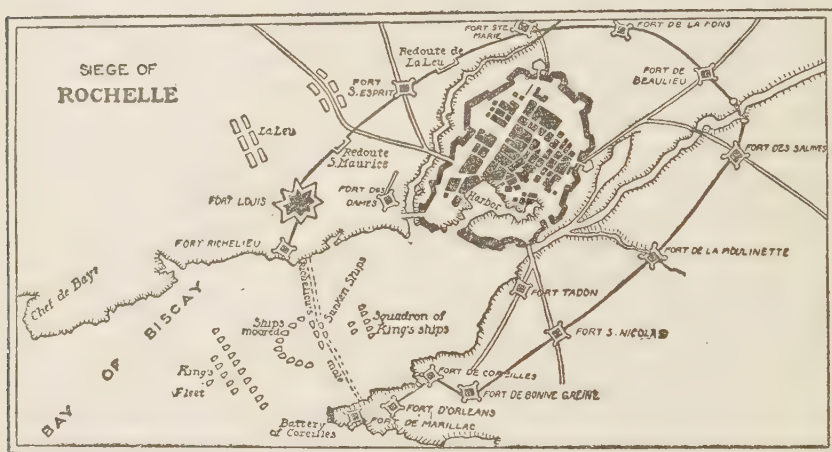 SIEGE OF
ROCHELLE
FORT STE
MARIE
FORT DE LA FONS
Redoute de
La Leu
FORT
S. ESPRIT
FORT DE
BEAULIEU
La Leu
Redoute
S. Maurice
FORT DES SALINES
FORT LOUIS
FORT DES
DAMES
Harbor
FORT RICHELIEU
FORT DE LA MOULINETTE
Chef de Baye
BAY OF BISCAY
Richelieu's
mole
Sunken Ships
FORT TADON
Ships
moored
Squadron of
King's ships
FORT S. NICOLAS
King's
Fleet
FORT DE COREILLES
FORT DE BONNE GREINE
Battery
of Coreilles
FORT D'ORLEANS
FORT
DE MARILLAC